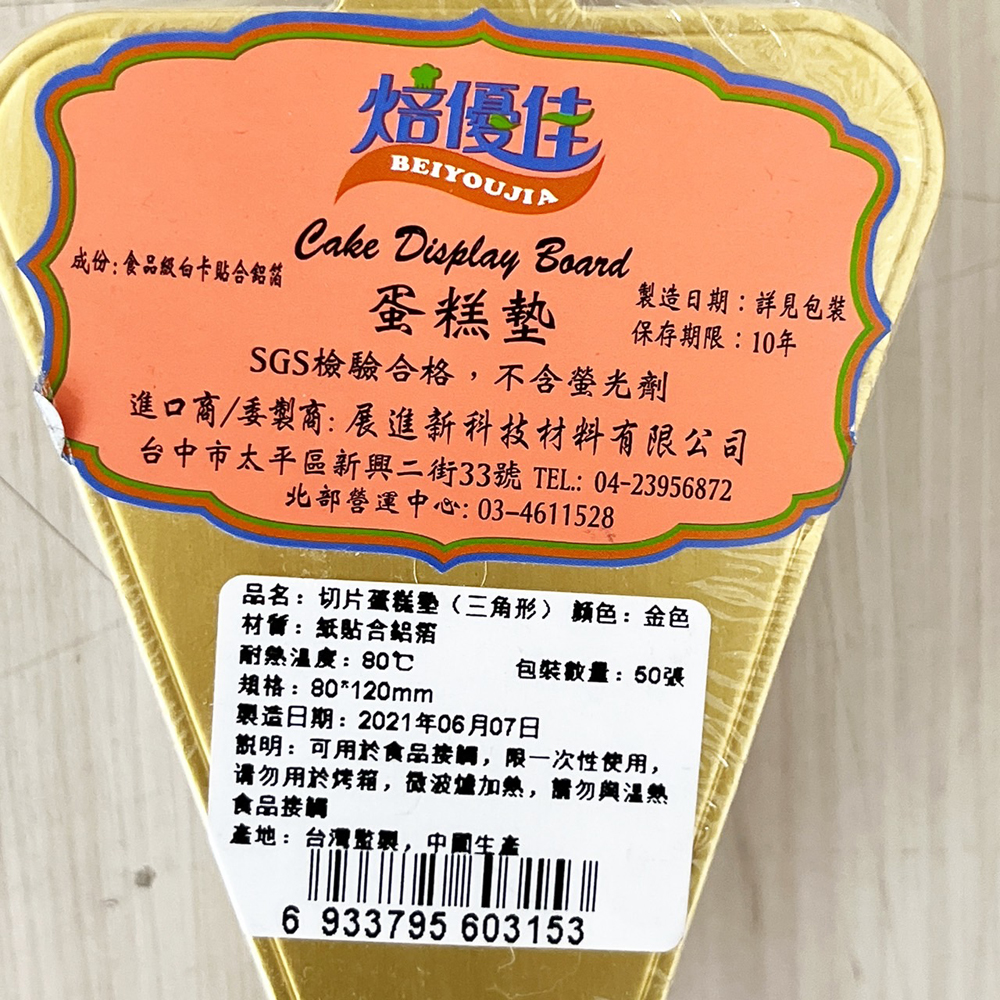 焙優佳
BEIYOUJIA
Cake Display Board
成份:食品級白卡貼合鋁箔
蛋糕墊
製造日期：詳見包裝
保存期限：10年
SGS檢驗合格，不含螢光劑
進口商/委製商: 展進新科技材料有限公司
台中市太平區新興二街33號 TEL.: 04-23956872
北部營運中心: 03-4611528
品名：切片蛋糕墊（三角形） 顏色：金色
材質：紙貼合鋁箔
耐熱溫度：80℃ 包裝數量：50張
規格：80*120mm
製造日期：2021年06月07日
說明：可用於食品接觸，限一次性使用，
请勿用於烤箱，微波爐加熱，請勿與溫熱
食品接觸
產地：台灣監製，中國生產
6 933795 603153